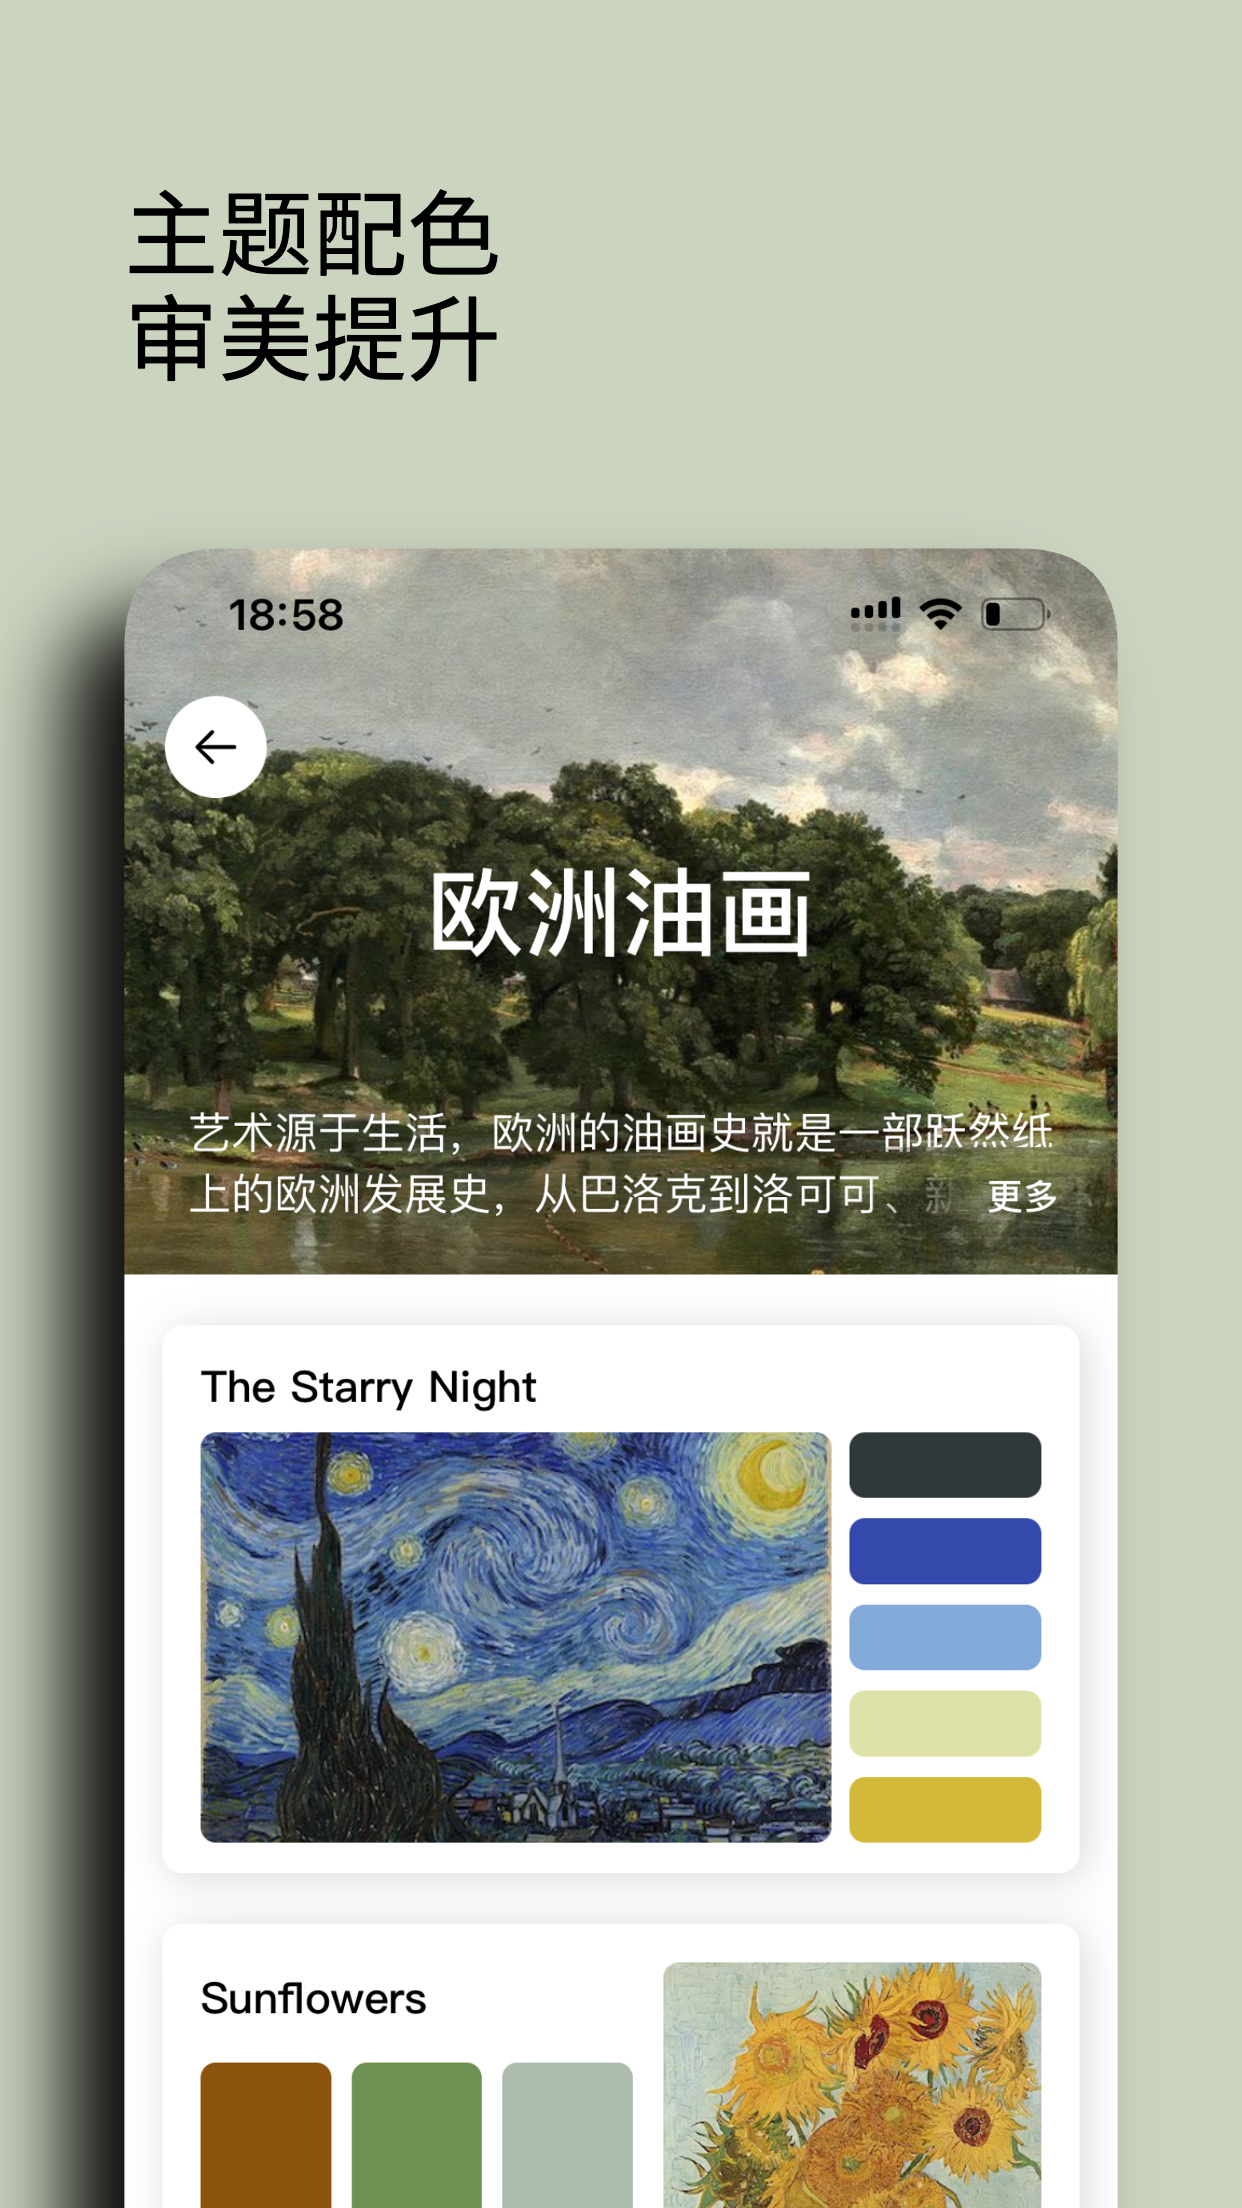 主题配色
审美提升
18:58
欧洲油画
艺术源于生活，欧洲的油画史就是一部跃然纸
上的欧洲发展史，从巴洛克到洛可可、新 更多
The Starry Night
Sunflowers